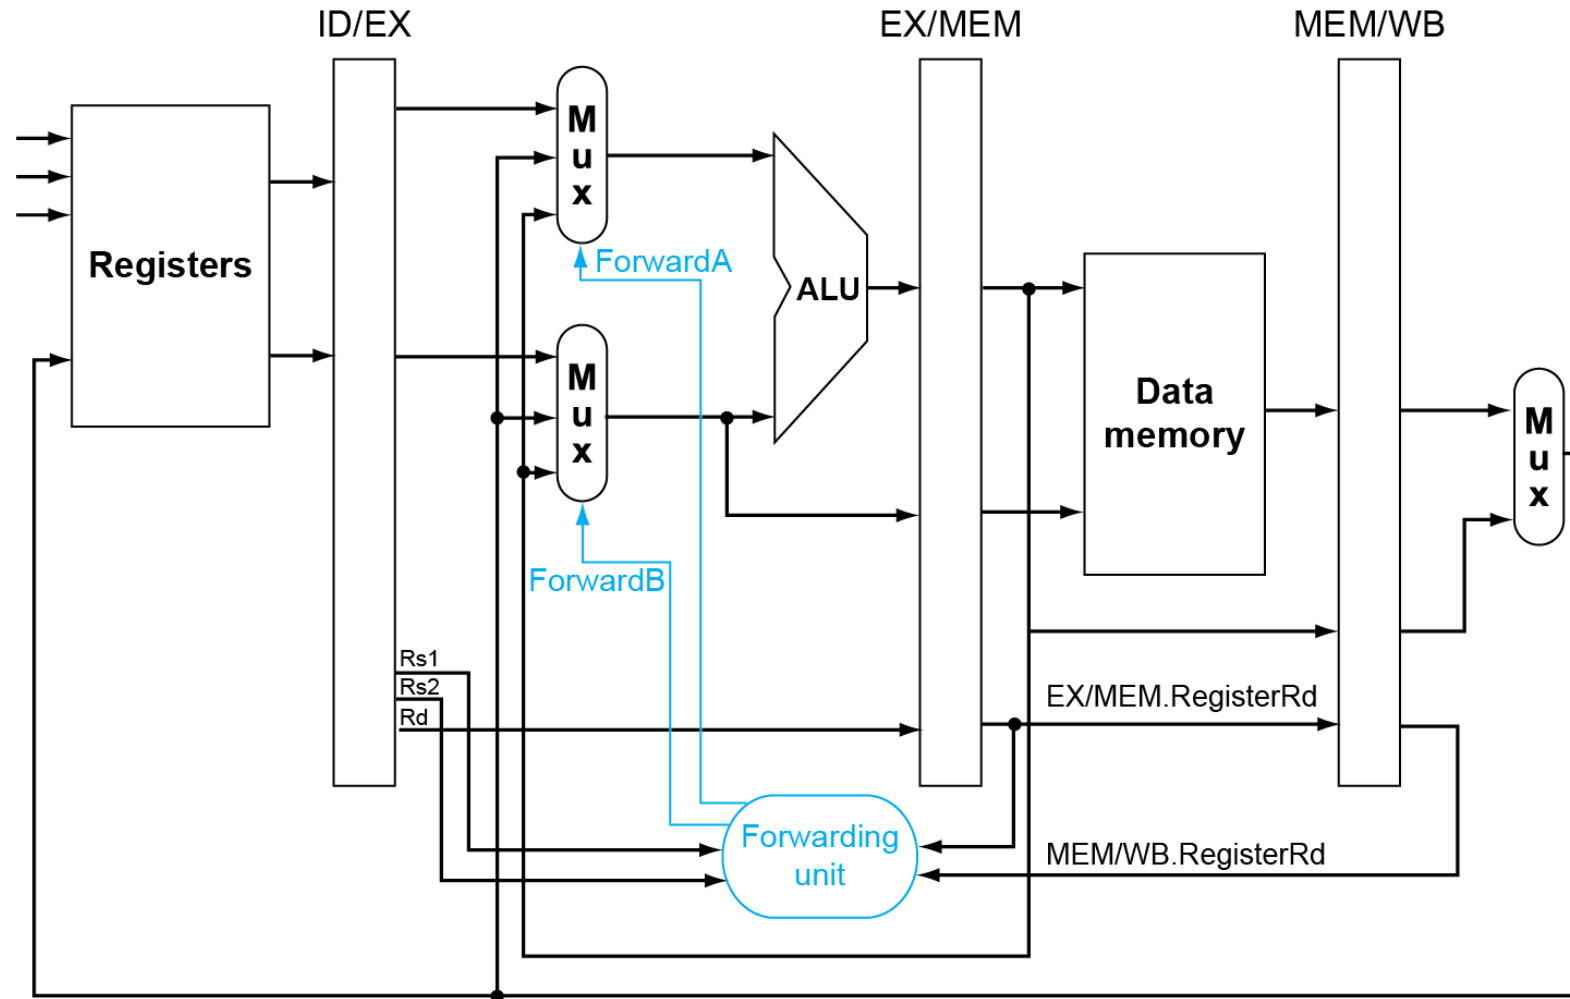 ID/EX
EX/MEM
MEM/WB
Registers
M
u
x
ForwardA
M
u
x
ForwardB
ALU
Data
memory
M
u
x
Rs1
Rs2
Rd
EX/MEM.RegisterRd
Forwarding
unit
MEM/WB.RegisterRd